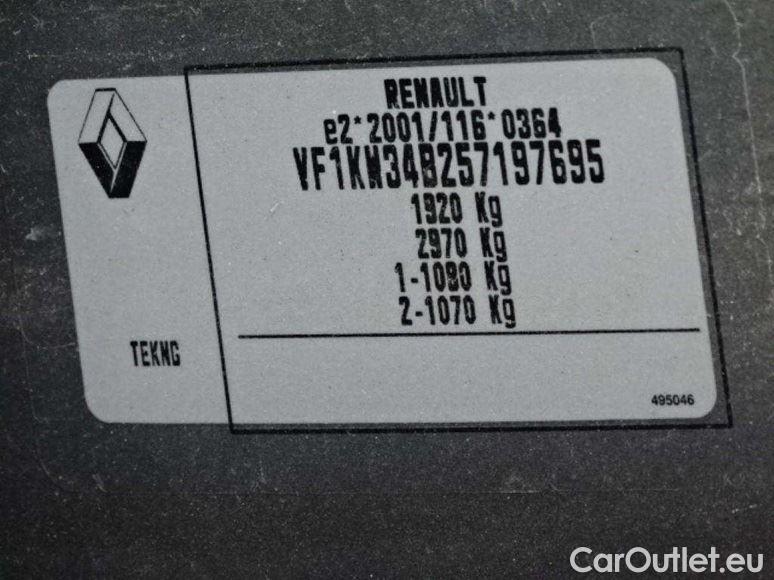 RENAULT
e2*2001/116*0364
VF1KW34B257197695
1920 Kg
2970 Kg
1-1080 Kg
2-1070 Kg
TEKNG
495046
CarOutlet.eu